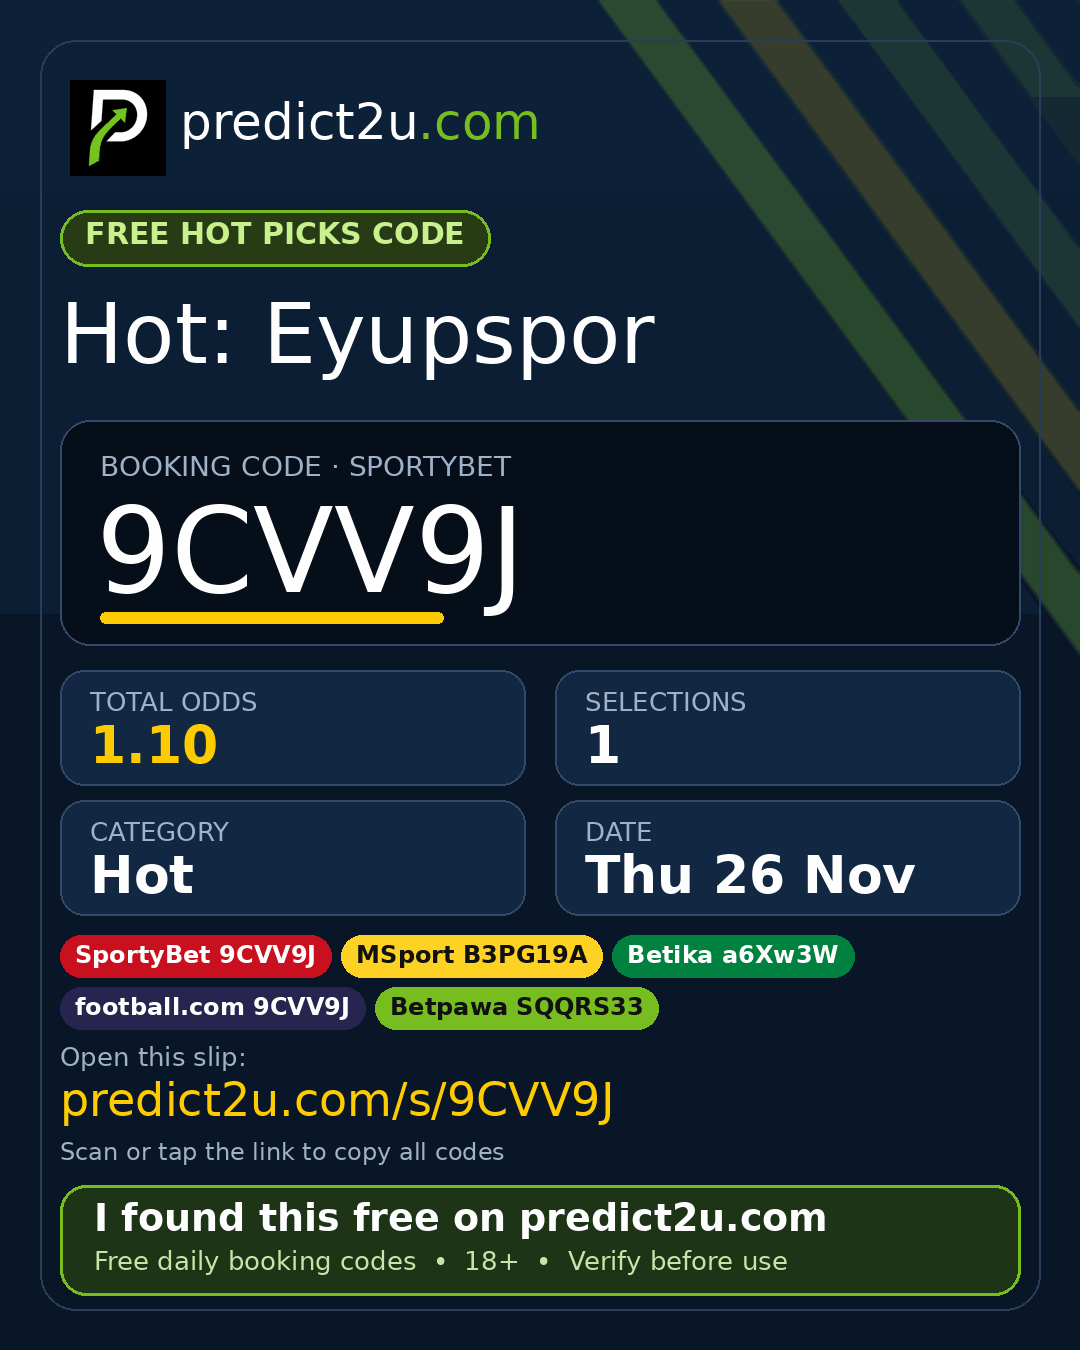 predict2u.com
FREE HOT PICKS CODE
Hot: Eyupspor
BOOKING CODE · SPORTYBET
9CVV9J
TOTAL ODDS
1.10
SELECTIONS
1
CATEGORY
Hot
DATE
Thu 26 Nov
SportyBet 9CVV9J
MSport B3PG19A
Betika a6Xw3W
football.com 9CVV9J
Betpawa SQQRS33
Open this slip:
predict2u.com/s/9CVV9J
Scan or tap the link to copy all codes
I found this free on predict2u.com
Free daily booking codes • 18+ • Verify before use